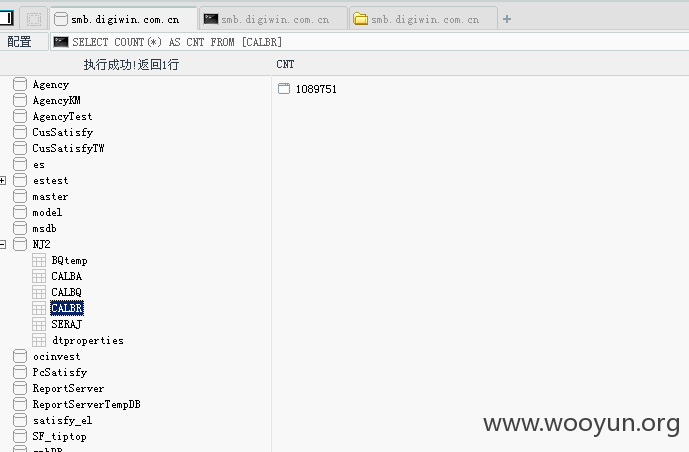 smb.digiwin.com.cn
smb.digiwin.com.cn
smb.digiwin.com.cn
配置
SELECT COUNT(*) AS CNT FROM [CALBR]
执行成功!返回1行
CNT
1089751
Agency
AgencyKM
AgencyTest
CusSatisfy
CusSatisfyTW
es
estest
master
model
msdb
NJ2
BQtemp
CALBA
CALBQ
CALBR
SERAJ
dtproperties
ocinvest
PcSatisfy
ReportServer
ReportServerTempDB
satisfy_el
SF_tiptop
www.wooyun.org